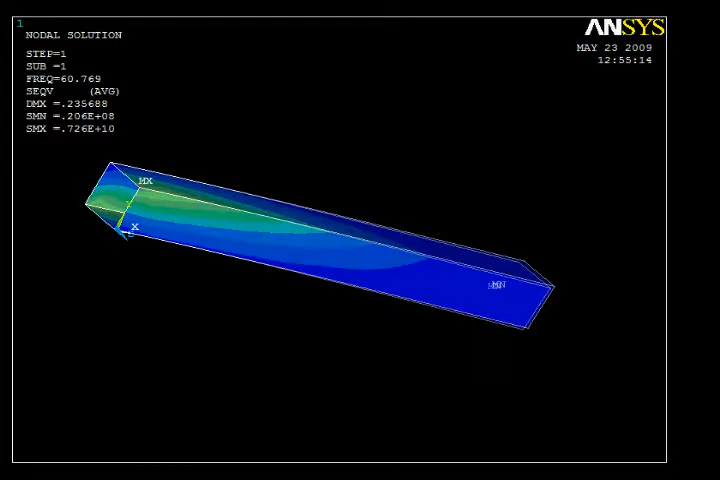 1
NODAL SOLUTION
STEP=1
SUB =1
FREQ=60.769
SEQV (AVG)
DMX =.235688
SMN =.206E+08
SMX =.726E+10
ANSYS
MAY 23 2009
12:55:14
MX
X
MN